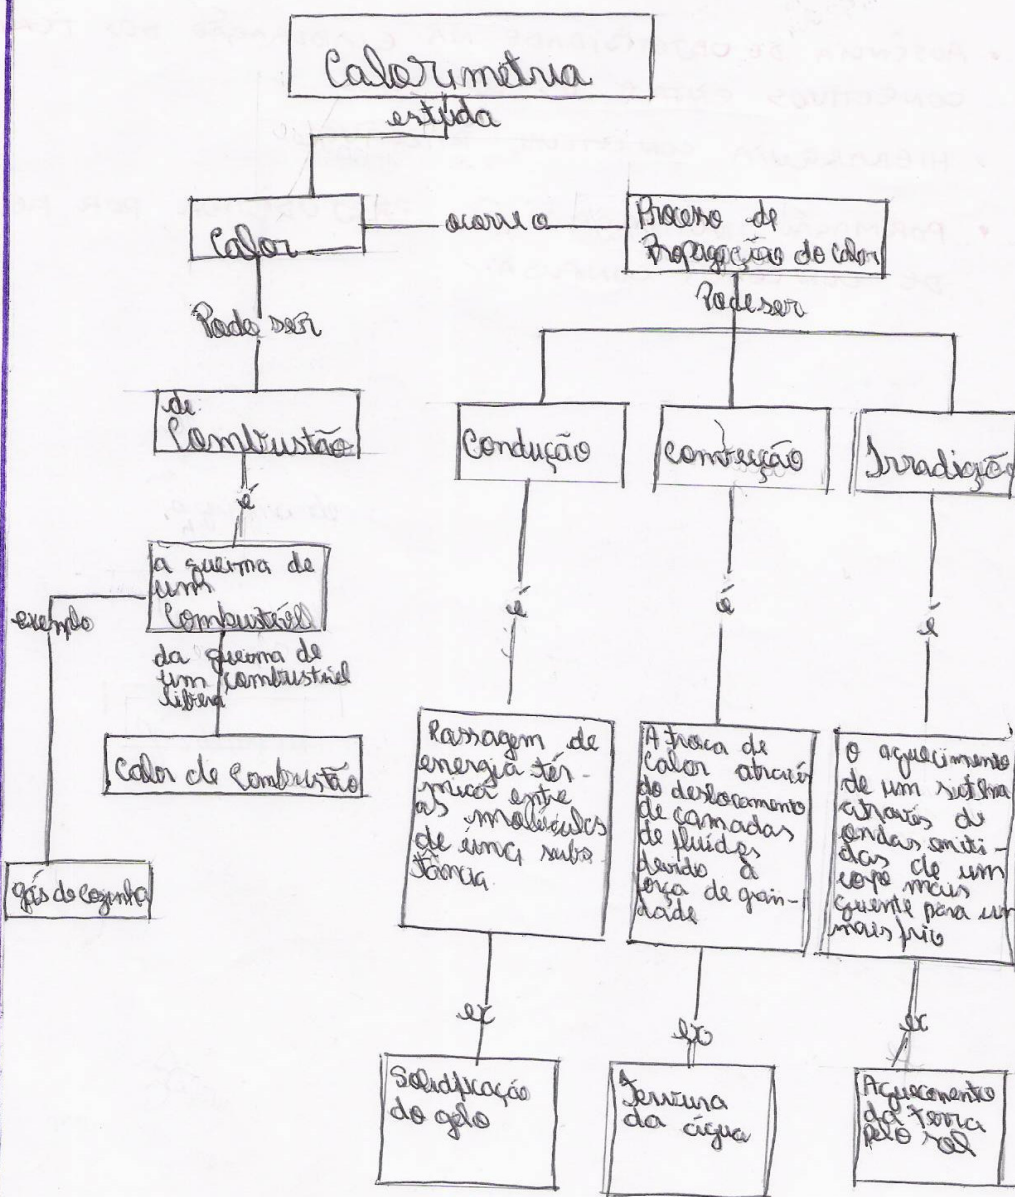 Calorimetria
estuda
Calor
ocorre o
Processo de
Propagação do calor
Pode ser
Pode ser
de
Combustão
é
a queima de
um
Combustível
exemplo
da queima de
um combustível
libera
Calor de Combustão
gás de cozinha
Condução
Convecção
Irradiação
é
é
é
Passagem de
energia tér-
mica entre
as moléculas
de uma subs
tância.
A troca de
Calor através
do deslocamento
de camadas
de fluídos
devido a
força de gravi-
dade
O aquecimento
de um sistema
através de
ondas emiti-
das de um
corpo mais
quente para um
mais frio
ex
ex
ex
Solidificação
do gelo
Fervura
da água
Aquecimento
da terra
pelo sol